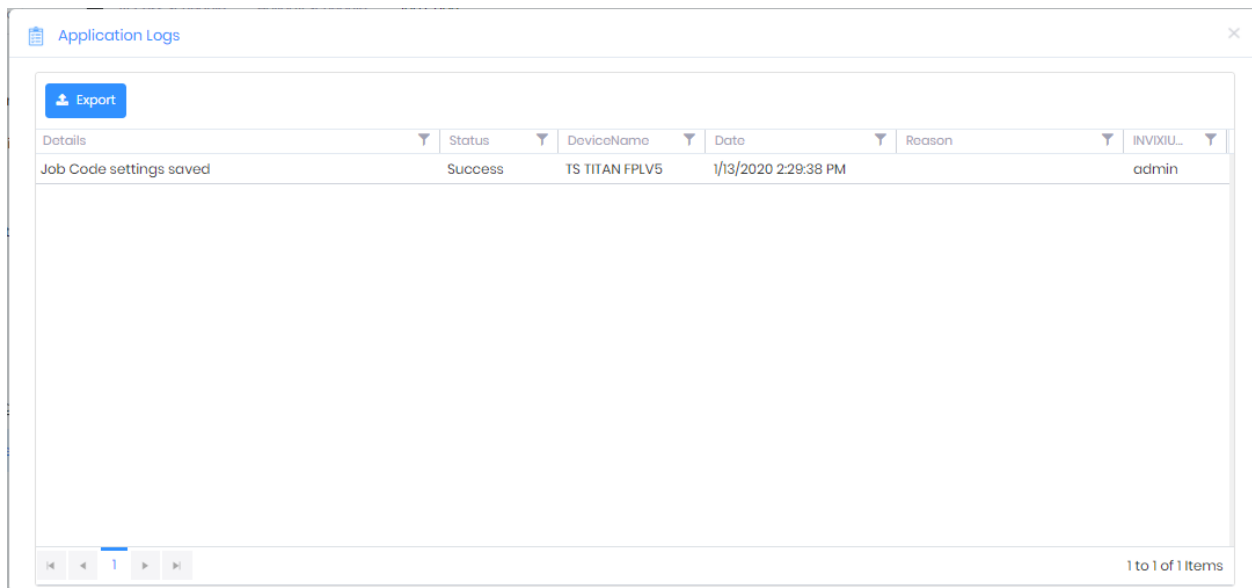 Application Logs
Export
Details Status DeviceName Date Reason INVIXIU...
Job Code settings saved Success TS TITAN FPLV5 1/13/2020 2:29:38 PM admin
1 1 to 1 of 1 Items